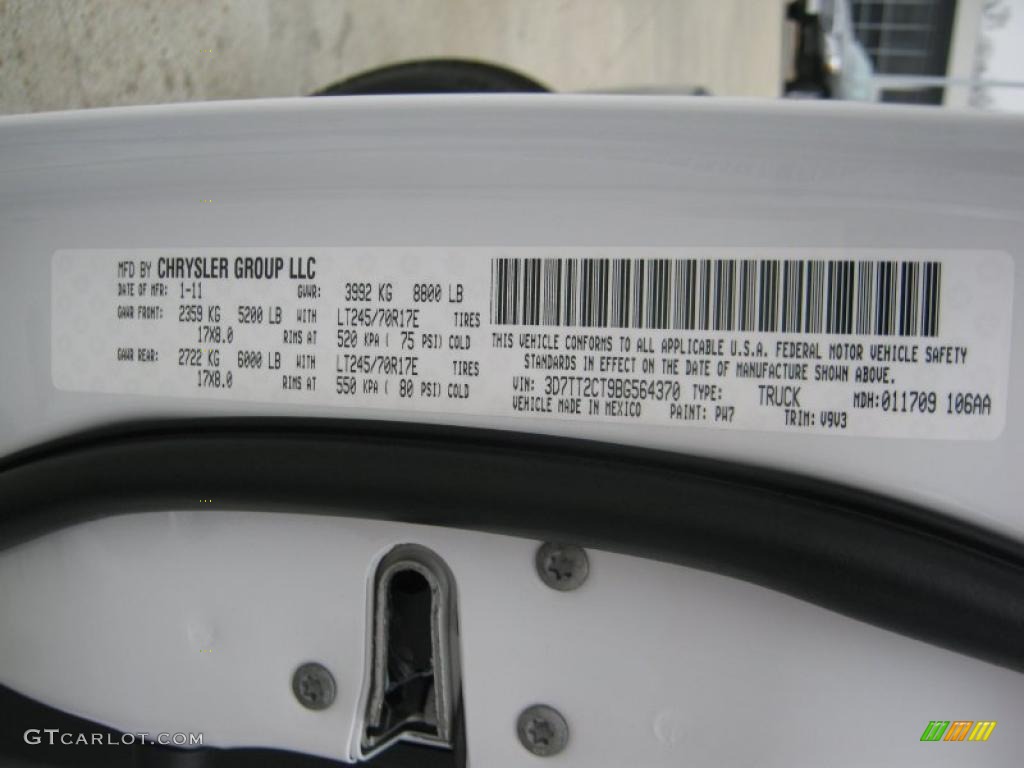 MFD BY CHRYSLER GROUP LLC
DATE OF MFR: 1-11 GVWR: 3992 KG 8800 LB
GAWR FRONT: 2359 KG 5200 LB WITH LT245/70R17E TIRES
17X8.0 RIMS AT 520 KPA ( 75 PSI) COLD
GAWR REAR: 2722 KG 6000 LB WITH LT245/70R17E TIRES
17X8.0 RIMS AT 550 KPA ( 80 PSI) COLD
THIS VEHICLE CONFORMS TO ALL APPLICABLE U.S.A. FEDERAL MOTOR VEHICLE SAFETY
STANDARDS IN EFFECT ON THE DATE OF MANUFACTURE SHOWN ABOVE.
VIN: 3D7TT2CT9BG564370 TYPE: TRUCK MDH: 011709 106AA
VEHICLE MADE IN MEXICO PAINT: PW7 TRIM: V9V3
GTCARLOT.COM